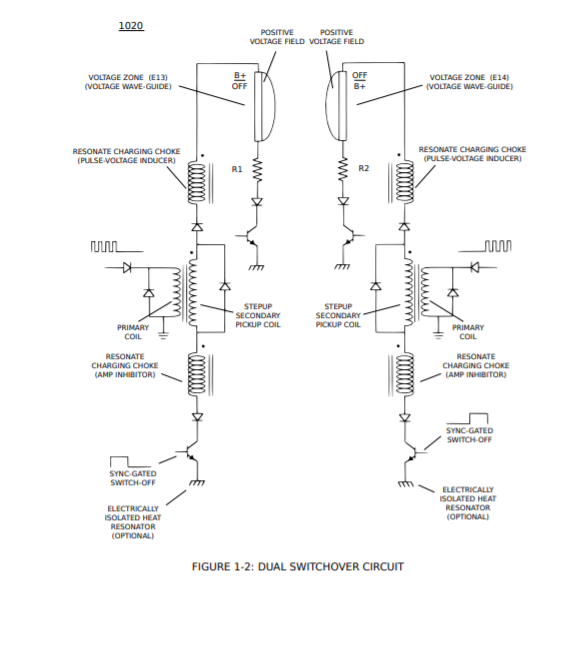 1020
POSITIVE
VOLTAGE FIELD
POSITIVE
VOLTAGE FIELD
VOLTAGE ZONE (E13)
(VOLTAGE WAVE-GUIDE)
B+
OFF
OFF
B+
VOLTAGE ZONE (E14)
(VOLTAGE WAVE-GUIDE)
RESONATE CHARGING CHOKE
(PULSE-VOLTAGE INDUCER)
R1
R2
RESONATE CHARGING CHOKE
(PULSE-VOLTAGE INDUCER)
PRIMARY
COIL
STEPUP
SECONDARY
PICKUP COIL
STEPUP
SECONDARY
PICKUP COIL
PRIMARY
COIL
RESONATE
CHARGING CHOKE
(AMP INHIBITOR)
RESONATE
CHARGING CHOKE
(AMP INHIBITOR)
SYNC-GATED
SWITCH-OFF
SYNC-GATED
SWITCH-OFF
ELECTRICALLY
ISOLATED HEAT
RESONATOR
(OPTIONAL)
ELECTRICALLY
ISOLATED HEAT
RESONATOR
(OPTIONAL)
FIGURE 1-2: DUAL SWITCHOVER CIRCUIT